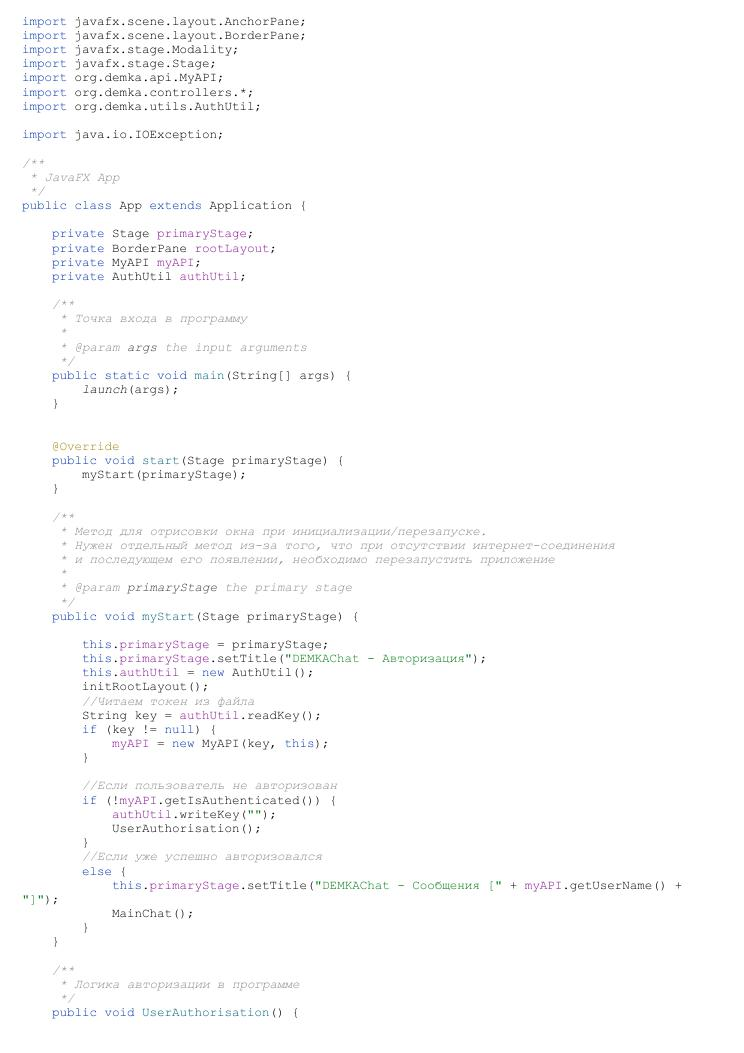 import javafx.scene.layout.AnchorPane;
import javafx.scene.layout.BorderPane;
import javafx.stage.Modality;
import javafx.stage.Stage;
import org.demka.api.MyAPI;
import org.demka.controllers.*;
import org.demka.utils.AuthUtil;

import java.io.IOException;

/**
 * JavaFX App
 */
public class App extends Application {

    private Stage primaryStage;
    private BorderPane rootLayout;
    private MyAPI myAPI;
    private AuthUtil authUtil;

    /**
     * Точка входа в программу
     *
     * @param args the input arguments
     */
    public static void main(String[] args) {
        launch(args);
    }


    @Override
    public void start(Stage primaryStage) {
        myStart(primaryStage);
    }

    /**
     * Метод для отрисовки окна при инициализации/перезапуске.
     * Нужен отдельный метод из-за того, что при отсутствии интернет-соединения
     * и последующем его появлении, необходимо перезапустить приложение
     *
     * @param primaryStage the primary stage
     */
    public void myStart(Stage primaryStage) {

        this.primaryStage = primaryStage;
        this.primaryStage.setTitle("DEMKAChat - Авторизация");
        this.authUtil = new AuthUtil();
        initRootLayout();
        //Читаем токен из файла
        String key = authUtil.readKey();
        if (key != null) {
            myAPI = new MyAPI(key, this);
        }

        //Если пользователь не авторизован
        if (!myAPI.getIsAuthenticated()) {
            authUtil.writeKey("");
            UserAuthorisation();
        }
        //Если уже успешно авторизовался
        else {
            this.primaryStage.setTitle("DEMKAChat - Сообщения [" + myAPI.getUserName() +
"]");
            MainChat();
        }
    }

    /**
     * Логика авторизации в программе
     */
    public void UserAuthorisation() {